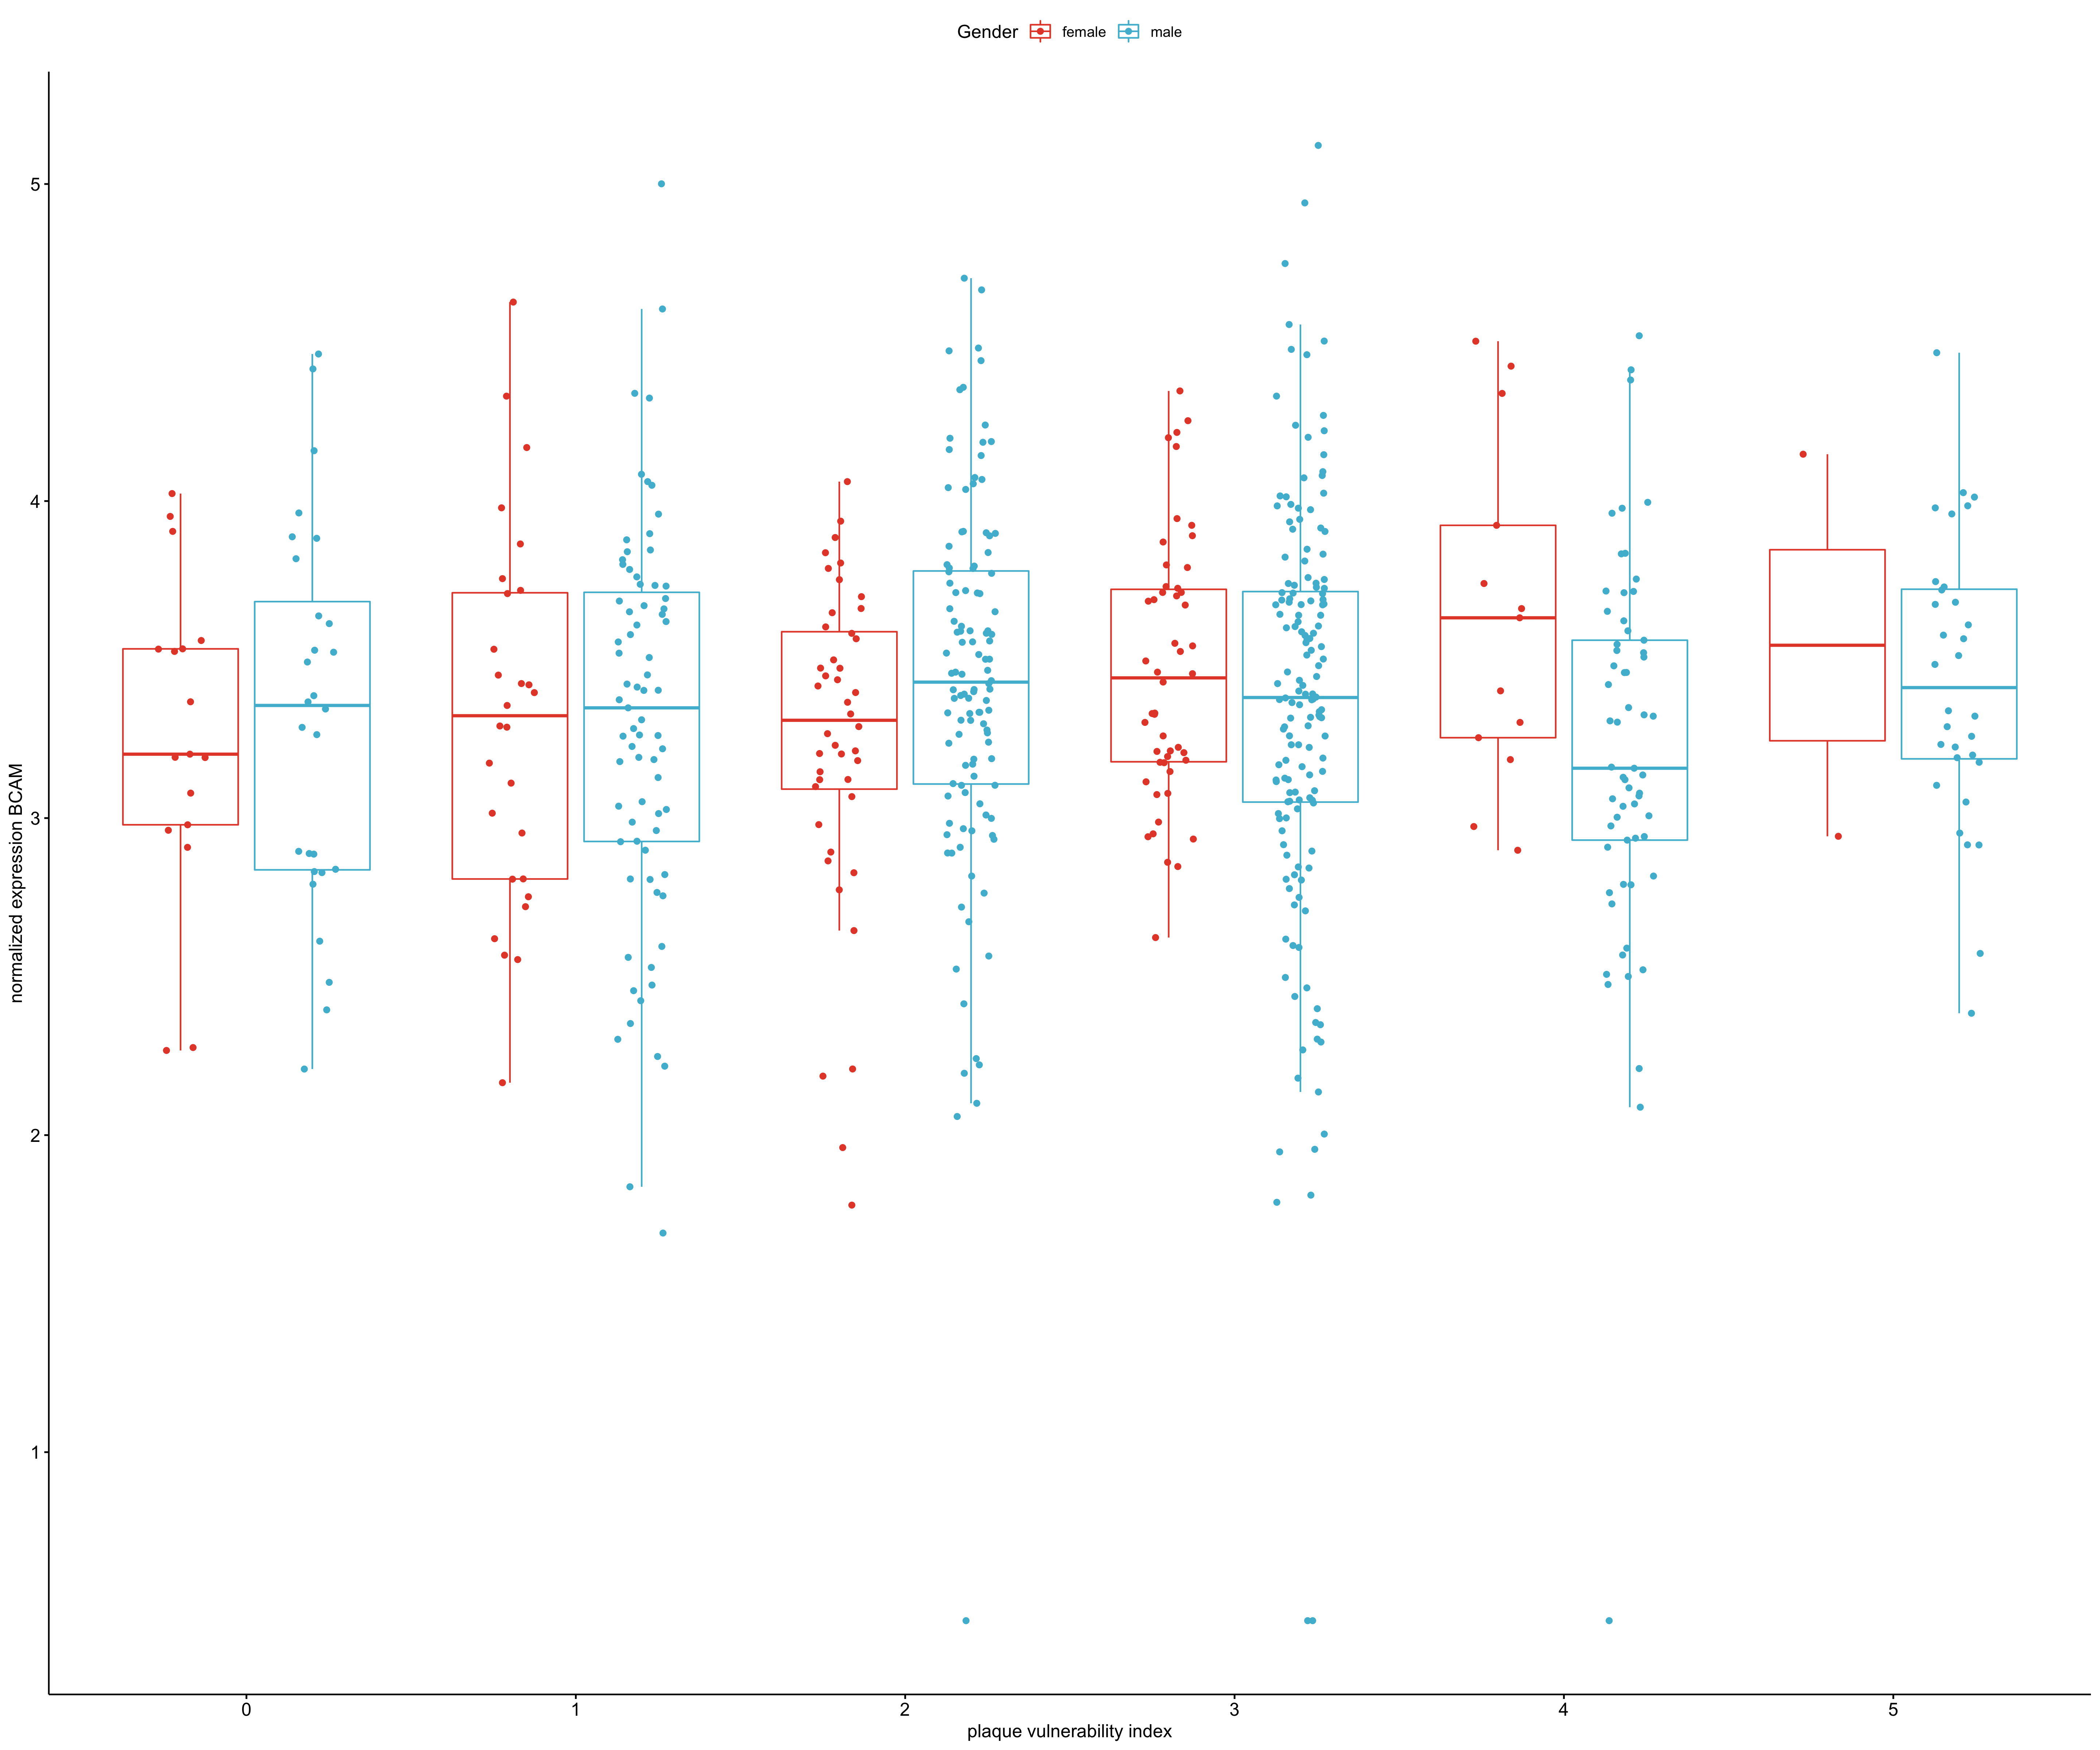 Gender female male
normalized expression BCAM
5
4
3
2
1
0 1 2 3 4 5
plaque vulnerability index